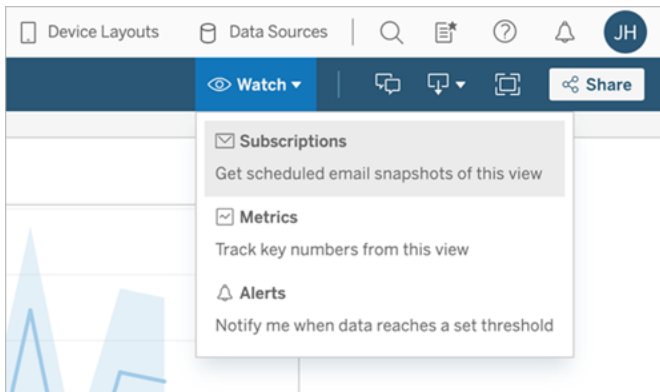 Device Layouts
Data Sources
JH
Watch
Share
Subscriptions
Get scheduled email snapshots of this view
Metrics
Track key numbers from this view
Alerts
Notify me when data reaches a set threshold